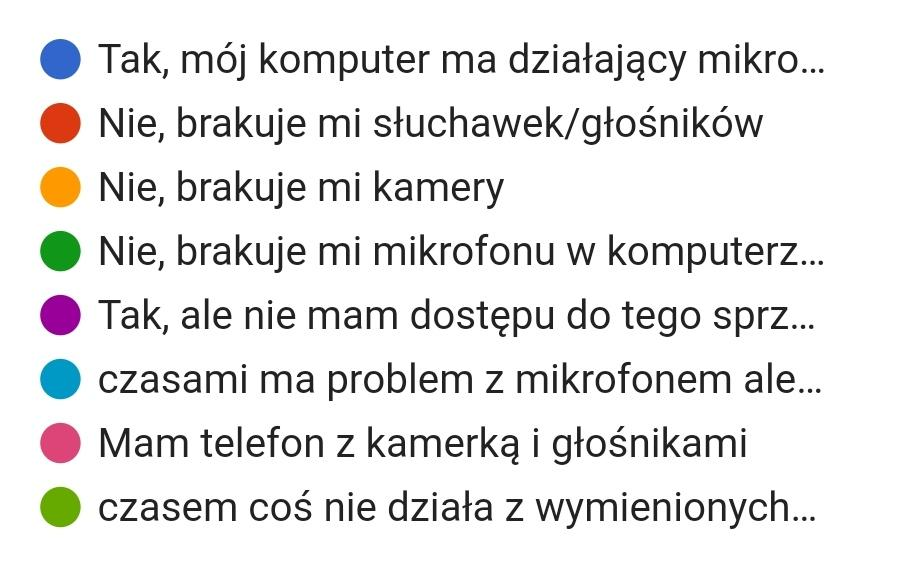 Tak, mój komputer ma działający mikro...
Nie, brakuje mi słuchawek/głośników
Nie, brakuje mi kamery
Nie, brakuje mi mikrofonu w komputerz...
Tak, ale nie mam dostępu do tego sprz...
czasami ma problem z mikrofonem ale...
Mam telefon z kamerką i głośnikami
czasem coś nie działa z wymienionych...